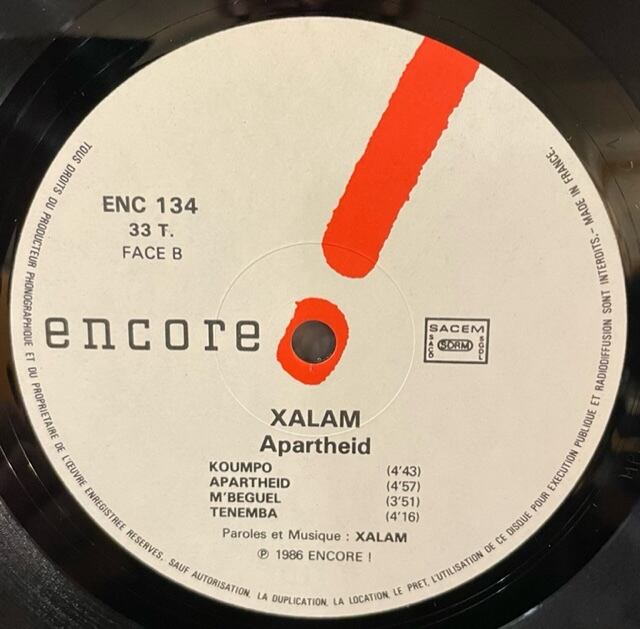 ENC 134
33 T.
FACE B
encore
SACEM
SACD
SDRM
SGDL
XALAM
Apartheid
KOUMPO (4'43)
APARTHEID (4'57)
M'BEGUEL (3'51)
TENEMBA (4'16)
Paroles et Musique : XALAM
℗ 1986 ENCORE !
TOUS DROITS DU PRODUCTEUR PHONOGRAPHIQUE ET DU PROPRIETAIRE DE L'ŒUVRE ENREGISTREE RESERVES. SAUF AUTORISATION, LA DUPLICATION, LA LOCATION, LE PRET, L'UTILISATION DE CE DISQUE POUR EXECUTION PUBLIQUE ET RADIODIFFUSION SONT INTERDITS.- MADE IN FRANCE.